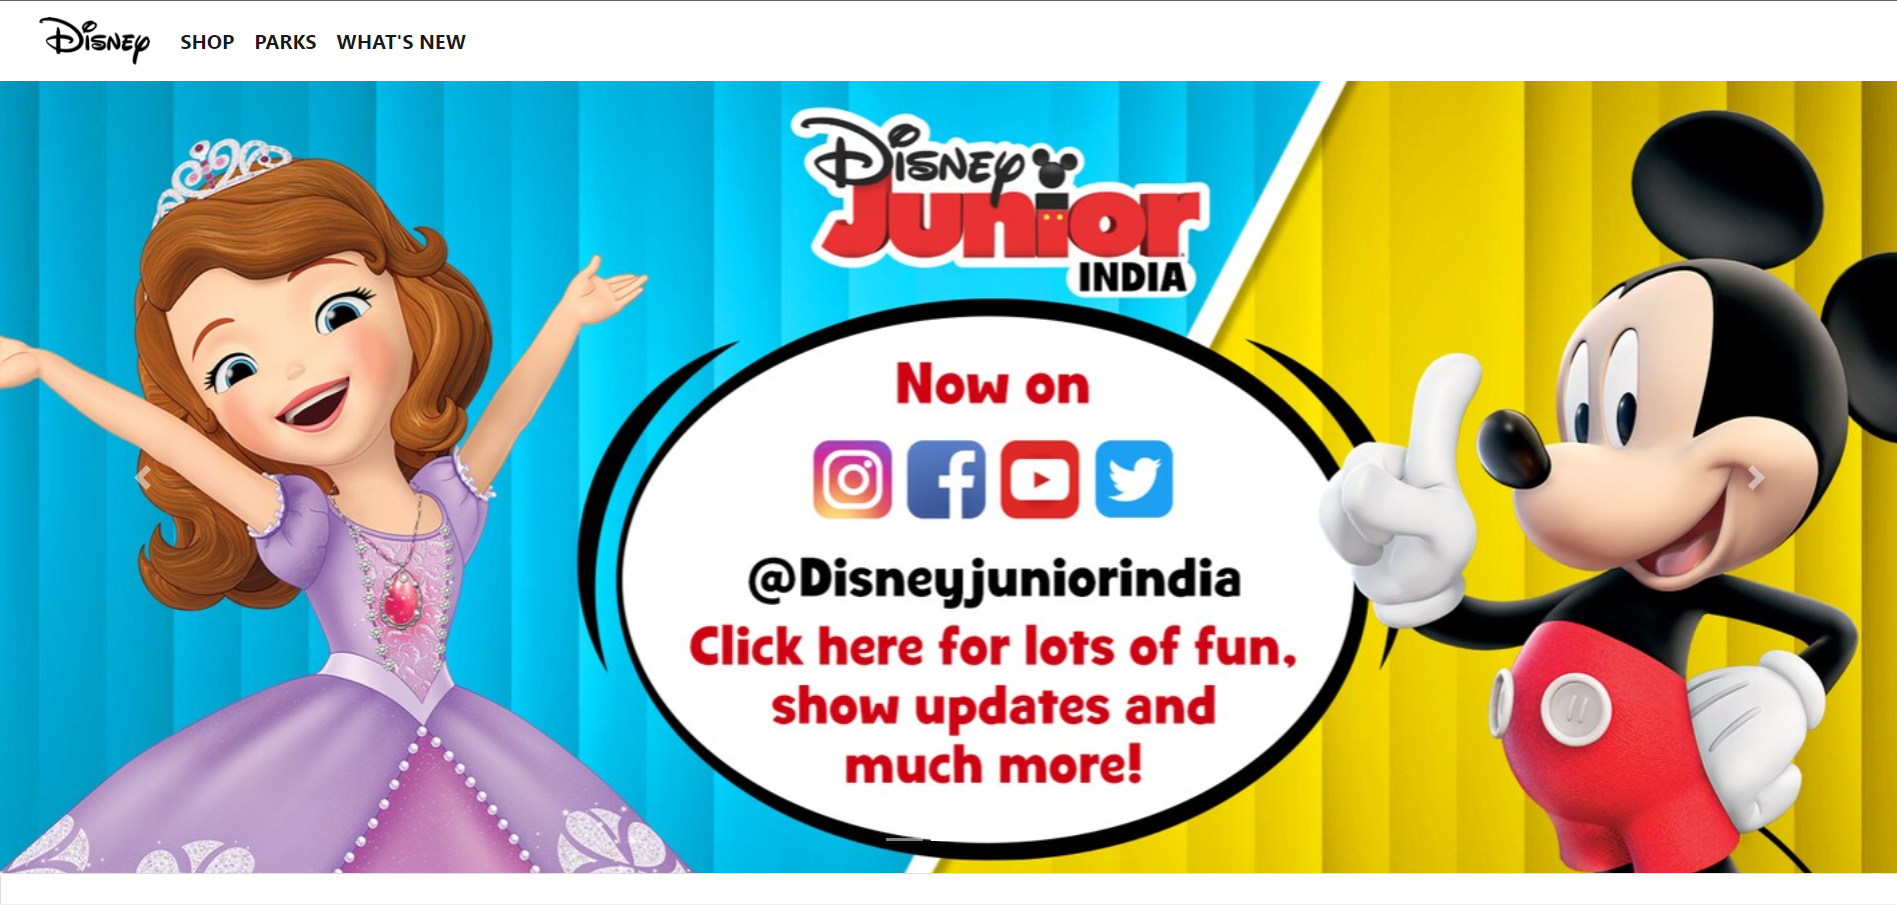 Disney SHOP PARKS WHAT'S NEW
Disney
Junior
INDIA
Now on
@Disneyjuniorindia
Click here for lots of fun,
show updates and
much more!